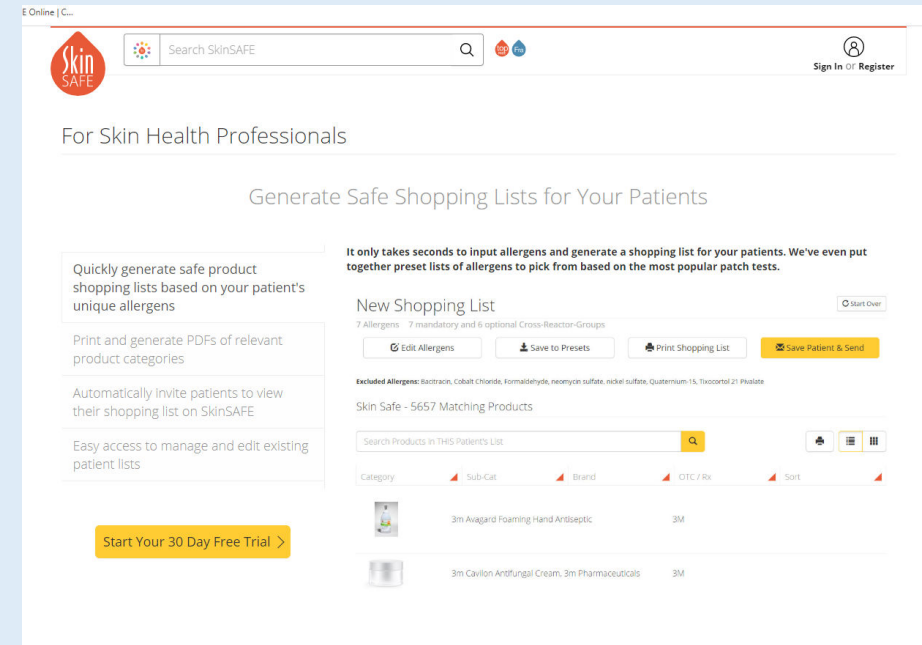 E Online | C...
Skin
SAFE
Search SkinSAFE
top
Sign In or Register
For Skin Health Professionals
Generate Safe Shopping Lists for Your Patients
Quickly generate safe product
shopping lists based on your patient's
unique allergens
Print and generate PDFs of relevant
product categories
Automatically invite patients to view
their shopping list on SkinSAFE
Easy access to manage and edit existing
patient lists
Start Your 30 Day Free Trial >
It only takes seconds to input allergens and generate a shopping list for your patients. We've even put
together preset lists of allergens to pick from based on the most popular patch tests.
New Shopping List
Start Over
7 Allergens 7 mandatory and 6 optional Cross-Reactor-Groups
Edit Allergens
Save to Presets
Print Shopping List
Save Patient & Send
Excluded Allergens: Bacitracin, Cobalt Chloride, Formaldehyde, neomycin sulfate, nickel sulfate, Quaternium-15, Tixocortol 21 Pivalate
Skin Safe - 5657 Matching Products
Search Products in THIS Patient's List
Category Sub-Cat Brand OTC / Rx Sort
3m Avagard Foaming Hand Antiseptic 3M
3m Cavilon Antifungal Cream, 3m Pharmaceuticals 3M